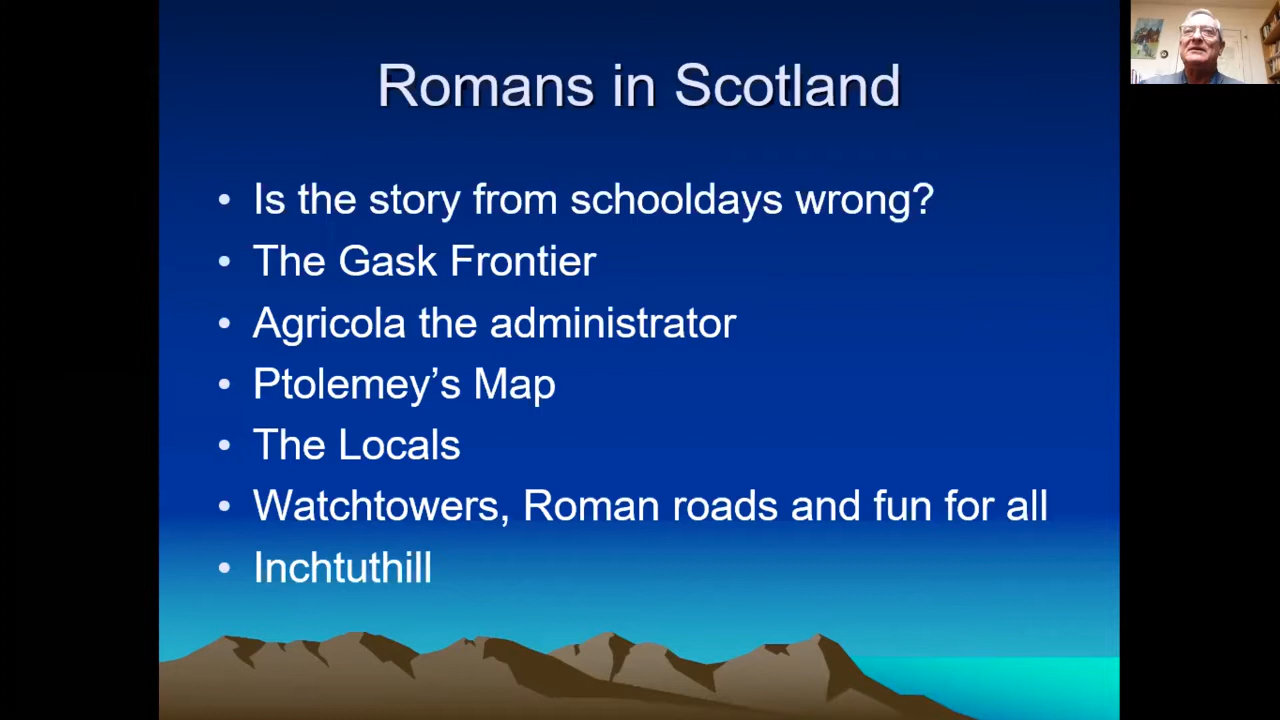 Romans in Scotland
• Is the story from schooldays wrong?
• The Gask Frontier
• Agricola the administrator
• Ptolemey’s Map
• The Locals
• Watchtowers, Roman roads and fun for all
• Inchtuthill